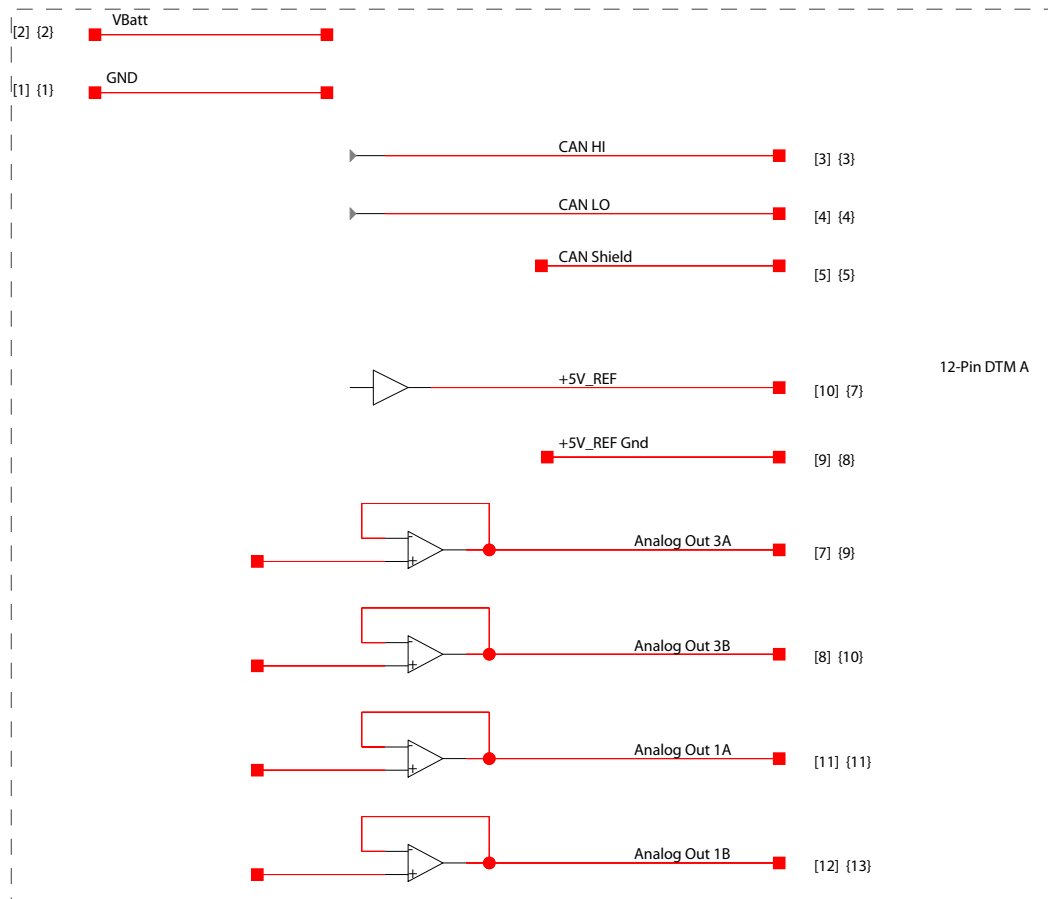 VBatt
[2] {2}
GND
[1] {1}
CAN HI
[3] {3}
CAN LO
[4] {4}
CAN Shield
[5] {5}
12-Pin DTM A
+5V_REF
[10] {7}
+5V_REF Gnd
[9] {8}
Analog Out 3A
[7] {9}
- +
Analog Out 3B
[8] {10}
- +
Analog Out 1A
[11] {11}
- +
Analog Out 1B
[12] {13}
- +